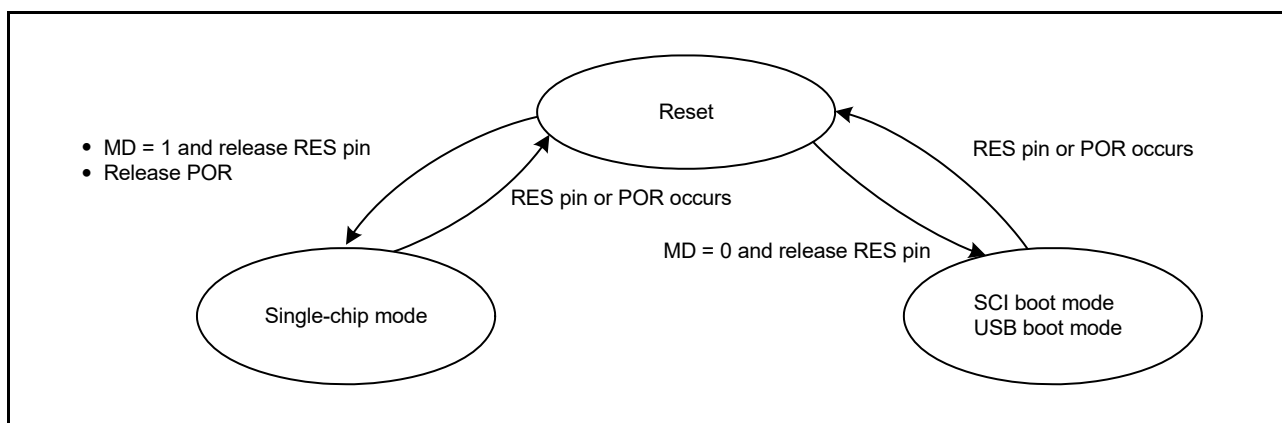 Reset
• MD = 1 and release RES pin
• Release POR
RES pin or POR occurs
RES pin or POR occurs
MD = 0 and release RES pin
Single-chip mode
SCI boot mode
USB boot mode